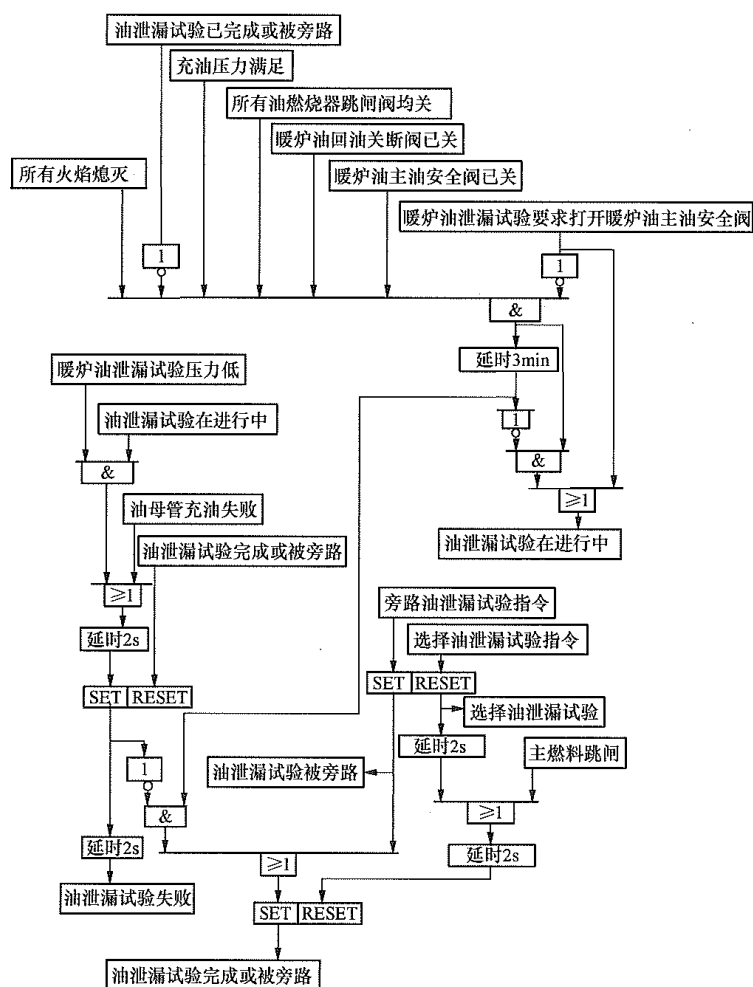 油泄漏试验已完成或被旁路
充油压力满足
所有油燃烧器跳闸阀均关
暖炉油回油关断阀已关
所有火焰熄灭
暖炉油主油安全阀已关
暖炉油泄漏试验要求打开暖炉油主油安全阀
1
1
&
延时3min
暖炉油泄漏试验压力低
油泄漏试验在进行中
1
&
&
≥1
油母管充油失败
油泄漏试验在进行中
油泄漏试验完成或被旁路
≥1
旁路油泄漏试验指令
延时2s
选择油泄漏试验指令
SET RESET
SET RESET
选择油泄漏试验
延时2s
主燃料跳闸
1
油泄漏试验被旁路
&
≥1
延时2s
延时2s
≥1
油泄漏试验失败
SET RESET
油泄漏试验完成或被旁路